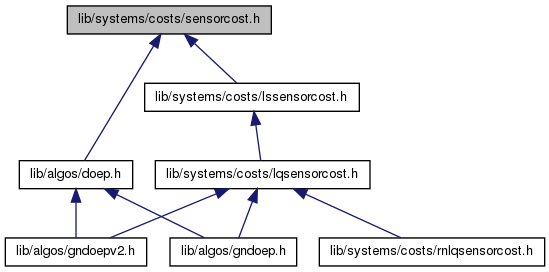 lib/systems/costs/sensorcost.h
lib/systems/costs/lssensorcost.h
lib/algos/doep.h
lib/systems/costs/lqsensorcost.h
lib/algos/gndoepv2.h
lib/algos/gndoep.h
lib/systems/costs/rnlqsensorcost.h